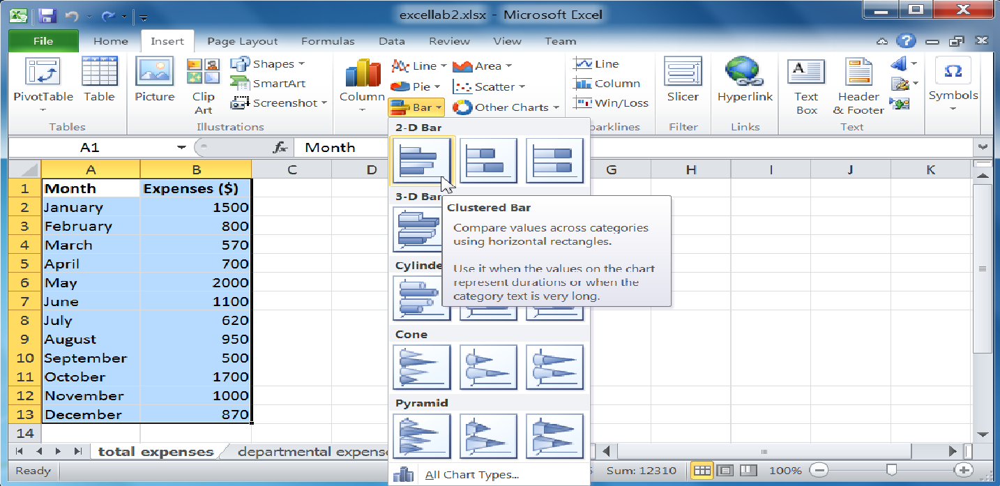 excellab2.xlsx - Microsoft Excel
File Home Insert Page Layout Formulas Data Review View Team
PivotTable
Table
Tables
Picture
Clip
Art
Shapes
SmartArt
Screenshot
Illustrations
Column
Line
Pie
Bar
Area
Scatter
Other Charts
Line
Column
Win/Loss
parklines
Slicer
Filter
Hyperlink
Links
Text
Box
Header
& Footer
Text
Ω
Symbols
A1 fx Month
A B C D G H I J K
1 Month Expenses ($)
2 January 1500
3 February 800
4 March 570
5 April 700
6 May 2000
7 June 1100
8 July 620
9 August 950
10 September 500
11 October 1700
12 November 1000
13 December 870
14
2-D Bar
3-D Bar
Cylinde
Cone
Pyramid
All Chart Types...
Clustered Bar
Compare values across categories
using horizontal rectangles.
Use it when the values on the chart
represent durations or when the
category text is very long.
total expenses departmental expens
Ready Sum: 12310 100%